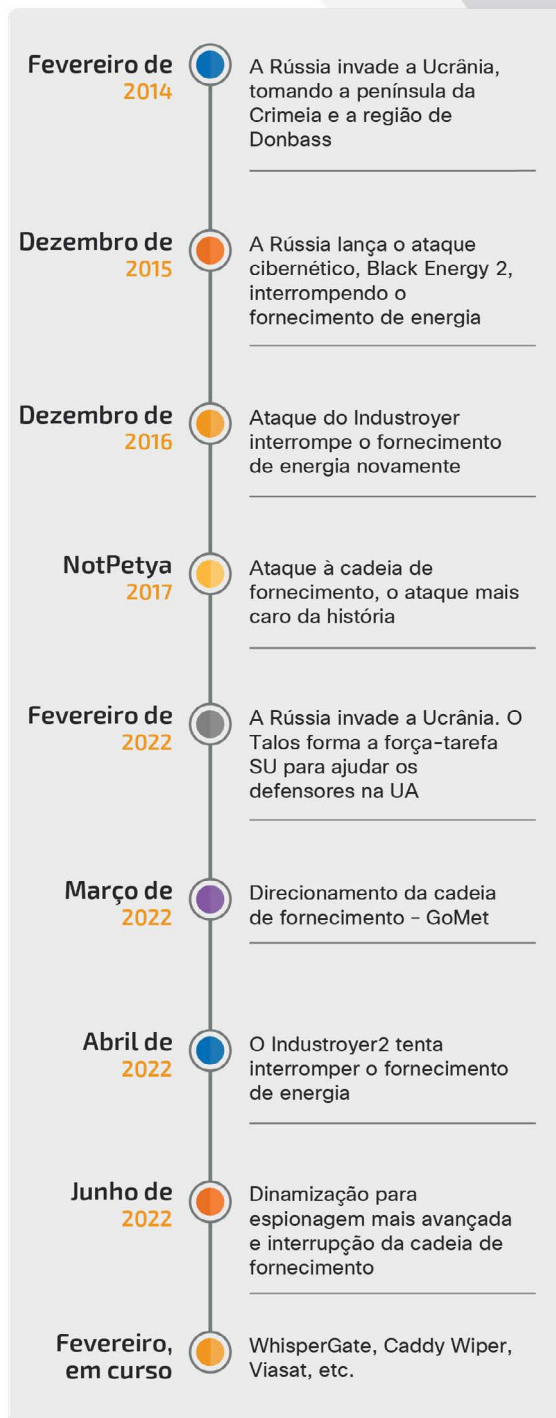 Fevereiro de
2014
A Rússia invade a Ucrânia,
tomando a península da
Crimeia e a região de
Donbass
Dezembro de
2015
A Rússia lança o ataque
cibernético, Black Energy 2,
interrompendo o
fornecimento de energia
Dezembro de
2016
Ataque do Industroyer
interrompe o fornecimento
de energia novamente
NotPetya
2017
Ataque à cadeia de
fornecimento, o ataque mais
caro da história
Fevereiro de
2022
A Rússia invade a Ucrânia. O
Talos forma a força-tarefa
SU para ajudar os
defensores na UA
Março de
2022
Direcionamento da cadeia
de fornecimento – GoMet
Abril de
2022
O Industroyer2 tenta
interromper o fornecimento
de energia
Junho de
2022
Dinamização para
espionagem mais avançada
e interrupção da cadeia de
fornecimento
Fevereiro,
em curso
WhisperGate, Caddy Wiper,
Viasat, etc.